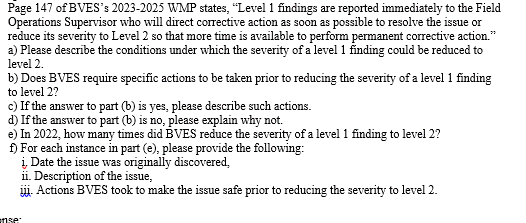 Page 147 of BVES's 2023-2025 WMP states, “Level 1 findings are reported immediately to the Field
Operations Supervisor who will direct corrective action as soon as possible to resolve the issue or
reduce its severity to Level 2 so that more time is available to perform permanent corrective action.”
a) Please describe the conditions under which the severity of a level 1 finding could be reduced to
level 2.
b) Does BVES require specific actions to be taken prior to reducing the severity of a level 1 finding
to level 2?
c) If the answer to part (b) is yes, please describe such actions.
d) If the answer to part (b) is no, please explain why not.
e) In 2022, how many times did BVES reduce the severity of a level 1 finding to level 2?
f) For each instance in part (e), please provide the following:
i. Date the issue was originally discovered,
ii. Description of the issue,
iii. Actions BVES took to make the issue safe prior to reducing the severity to level 2.